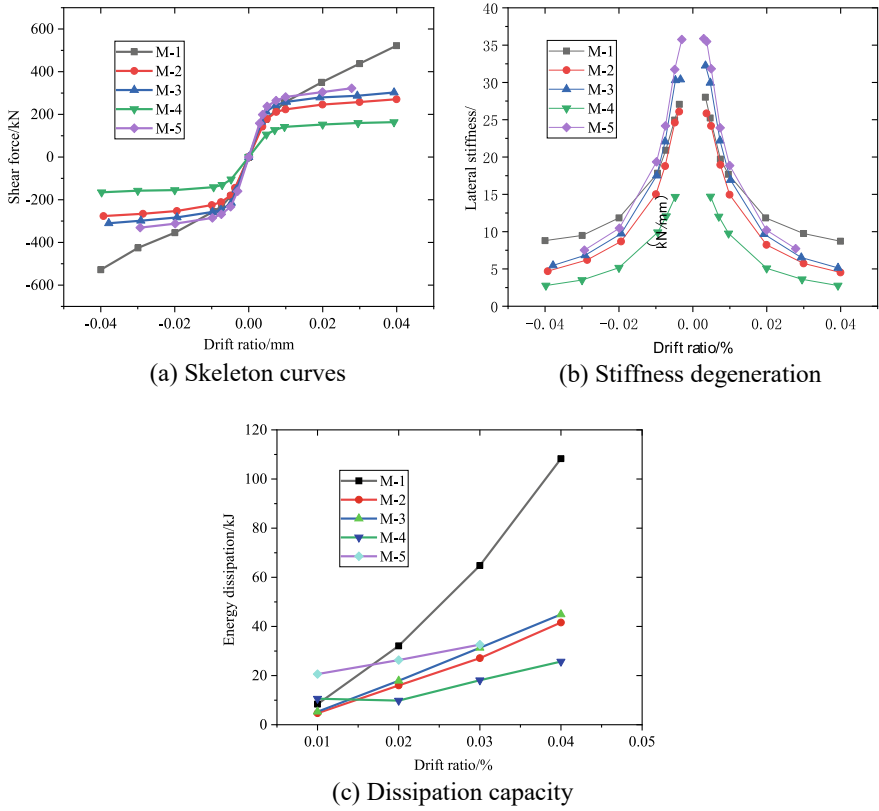 600
400
200
0
-200
-400
-600
Shear force/kN
M-1
M-2
M-3
M-4
M-5
-0.04 -0.02 0.00 0.02 0.04
Drift ratio/mm
(a) Skeleton curves
40
35
30
25
20
15
10
5
0
Lateral stiffness/
(kN/mm)
M-1
M-2
M-3
M-4
M-5
-0.04 -0.02 0.00 0.02 0.04
Drift ratio/%
(b) Stiffness degeneration
120
100
80
60
40
20
0
Energy dissipation/kJ
M-1
M-2
M-3
M-4
M-5
0.01 0.02 0.03 0.04 0.05
Drift ratio/%
(c) Dissipation capacity